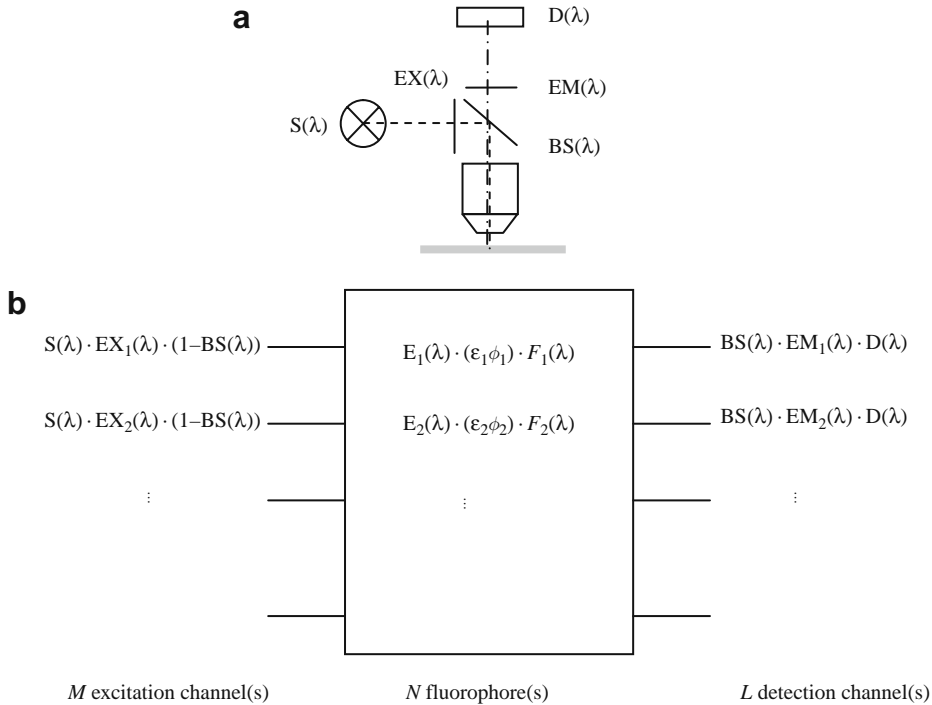 a
D(λ)
EX(λ)
EM(λ)
S(λ)
BS(λ)
b
S(λ) · EX₁(λ) · (1–BS(λ))
E₁(λ) · (ε₁ϕ₁) · F₁(λ)
BS(λ) · EM₁(λ) · D(λ)
S(λ) · EX₂(λ) · (1–BS(λ))
E₂(λ) · (ε₂ϕ₂) · F₂(λ)
BS(λ) · EM₂(λ) · D(λ)
⋮
⋮
⋮
M excitation channel(s)
N fluorophore(s)
L detection channel(s)